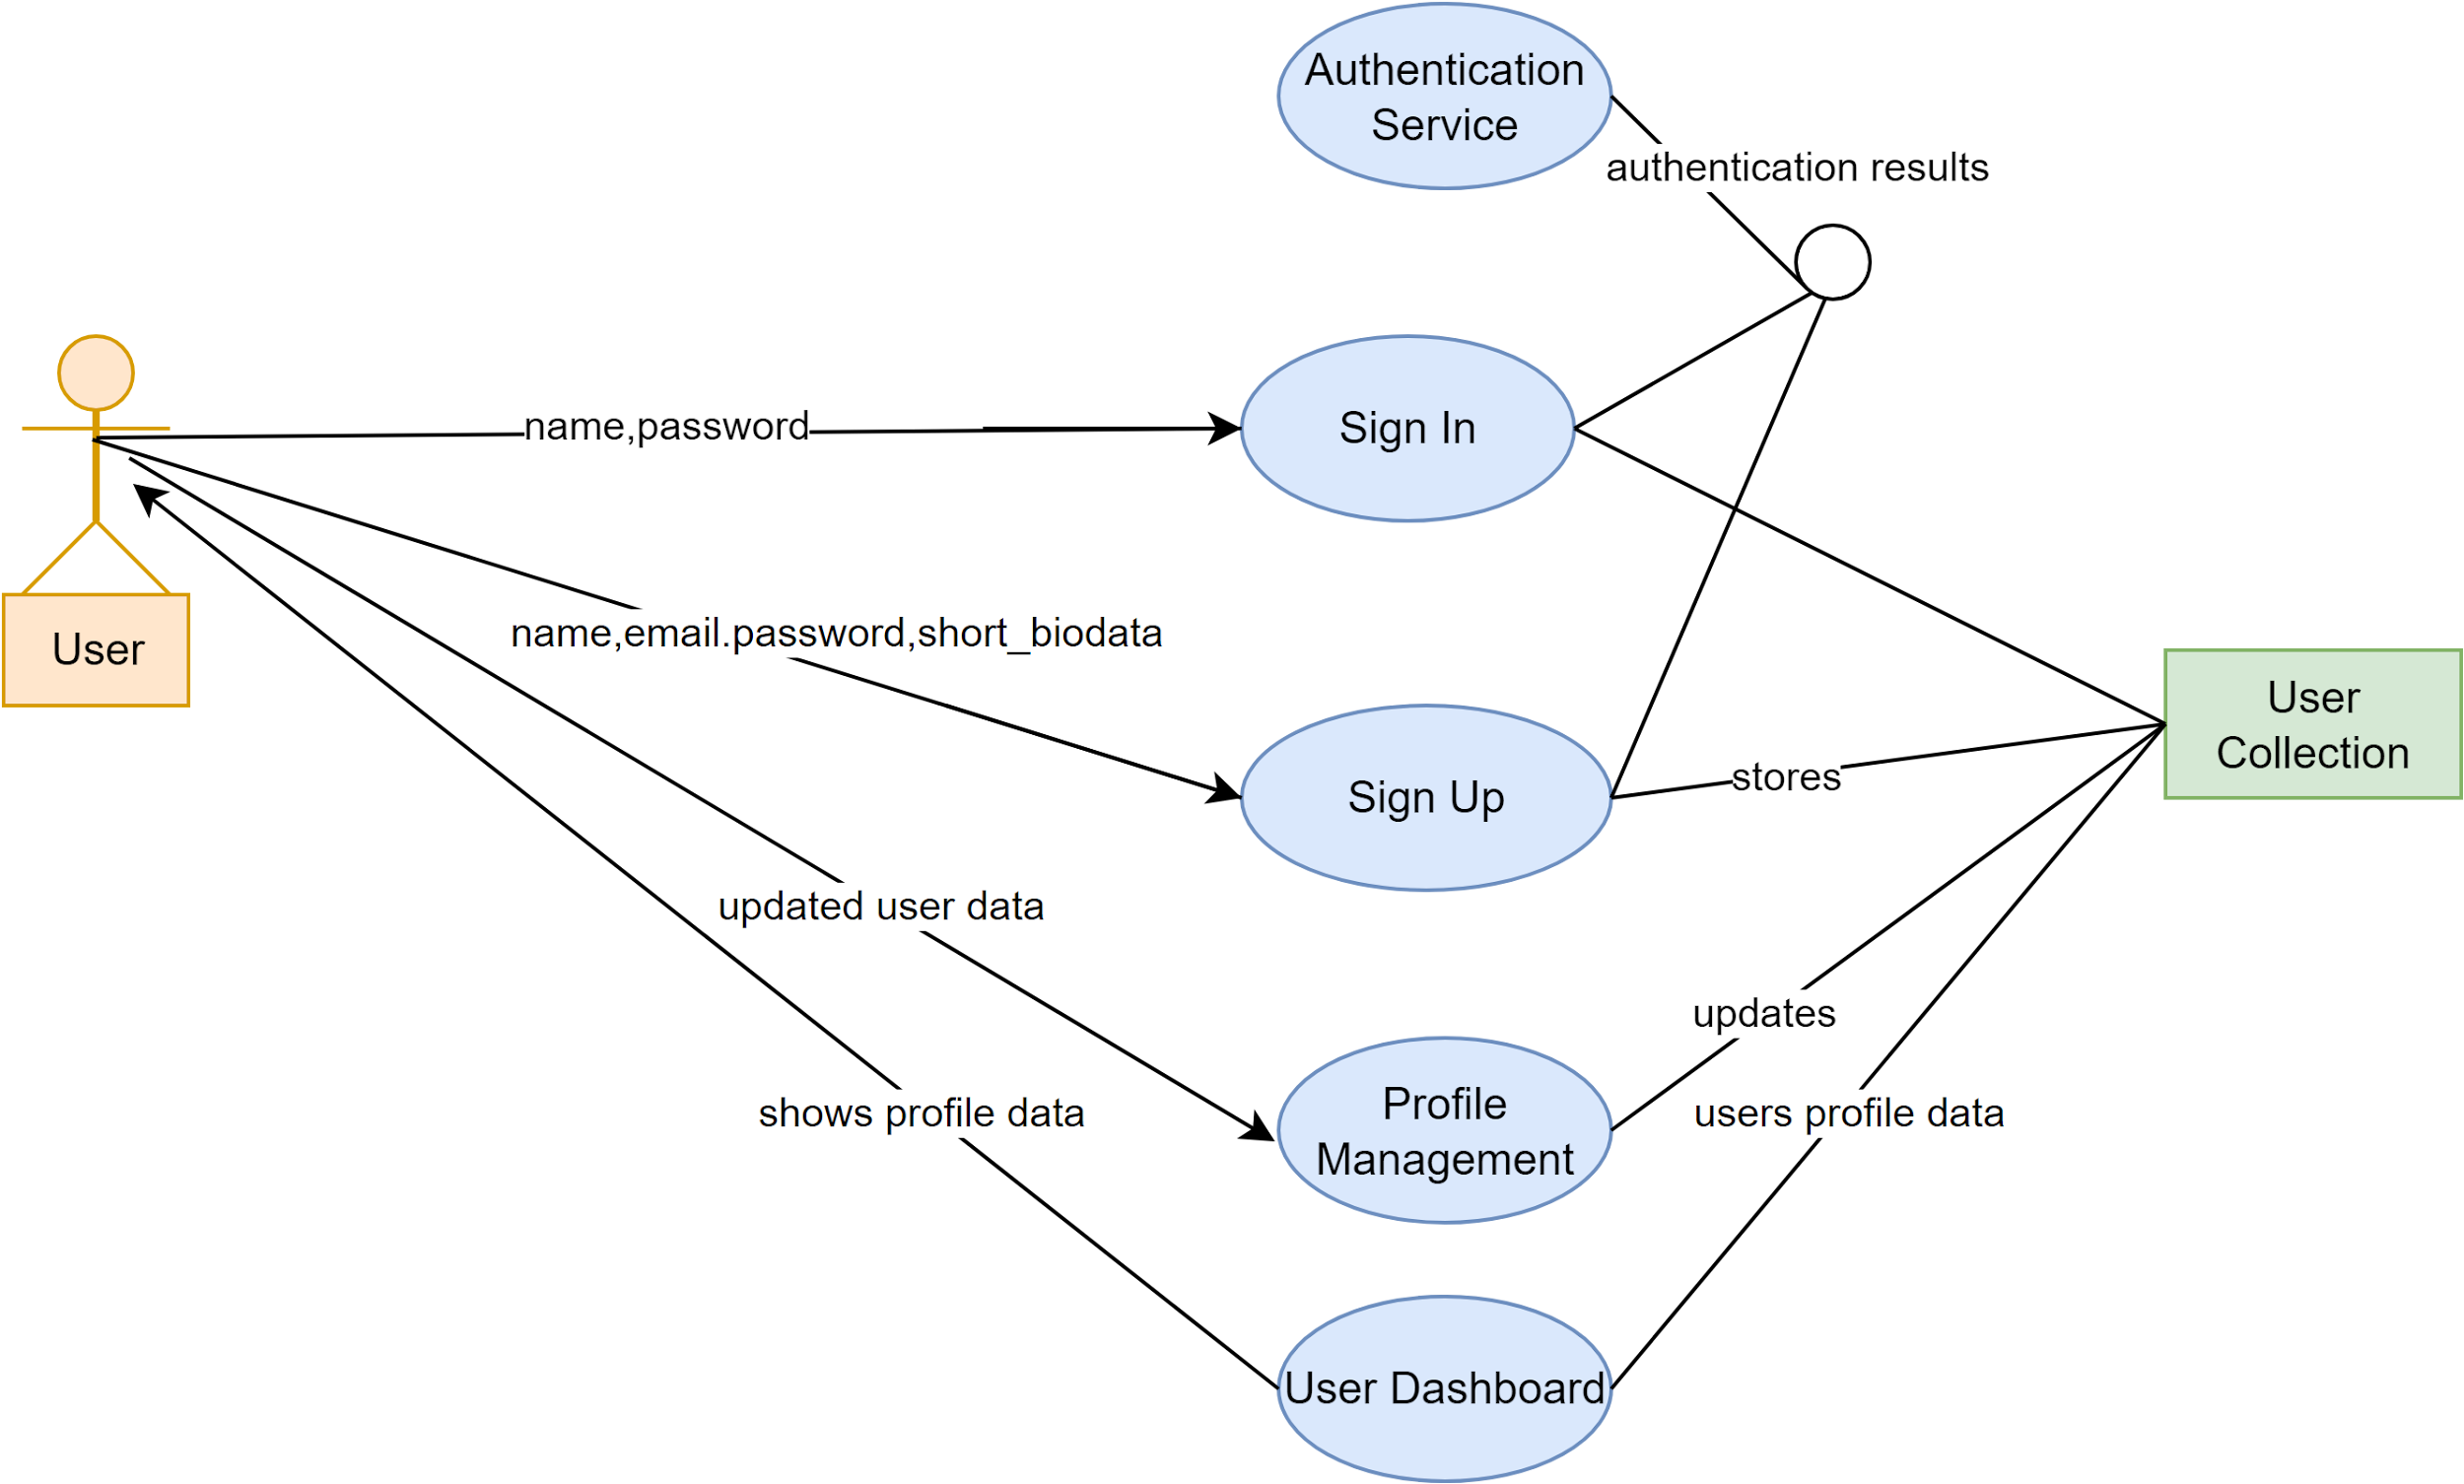 Authentication
Service
authentication results
name,password
Sign In
name,email.password,short_biodata
User
User
Collection
stores
Sign Up
updated user data
updates
Profile
Management
shows profile data
users profile data
User Dashboard